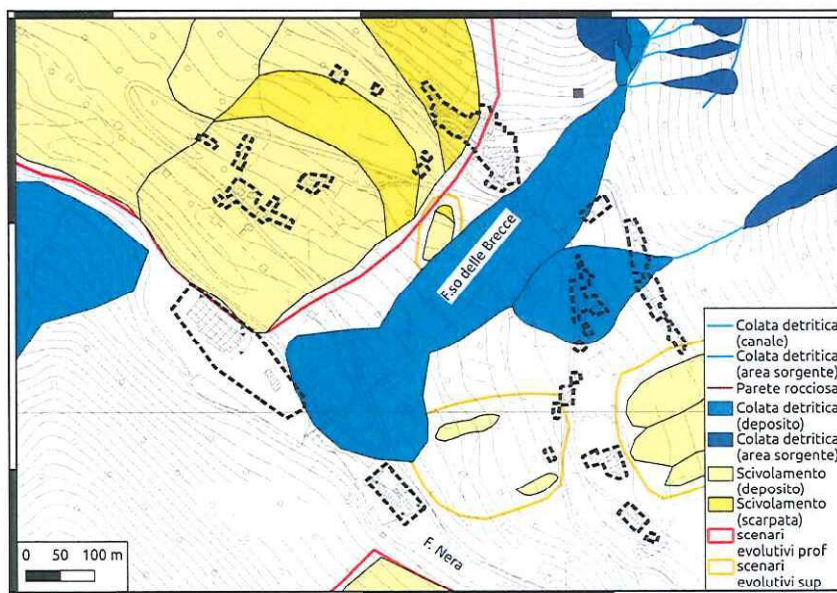 F.so delle Brecce
F. Nera
0 50 100 m
Colata detritica
(canale)
Colata detritica
(area sorgente)
Parete rocciosa
Colata detritica
(deposito)
Colata detritica
(area sorgente)
Scivolamento
(deposito)
Scivolamento
(scarpata)
scenari
evolutivi prof
scenari
evolutivi sup